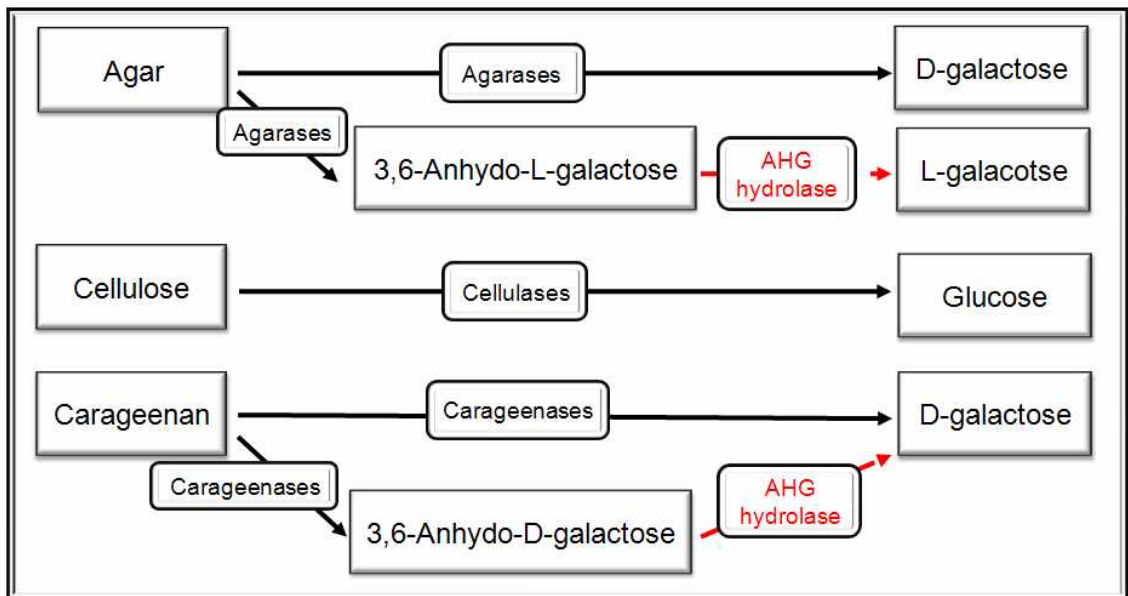 Agar
Agarases
D-galactose
Agarases
3,6-Anhydo-L-galactose
AHG
hydrolase
L-galacotse
Cellulose
Cellulases
Glucose
Carageenan
Carageenases
D-galactose
Carageenases
3,6-Anhydo-D-galactose
AHG
hydrolase